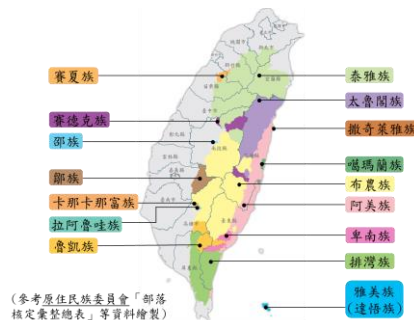 賽夏族
賽德克族
邵族
鄒族
卡那卡那富族
拉阿魯哇族
魯凱族
泰雅族
太魯閣族
撒奇萊雅族
噶瑪蘭族
布農族
阿美族
卑南族
排灣族
雅美族
(達悟族)
(參考原住民族委員會「部落
核定彙整總表」等資料繪製)